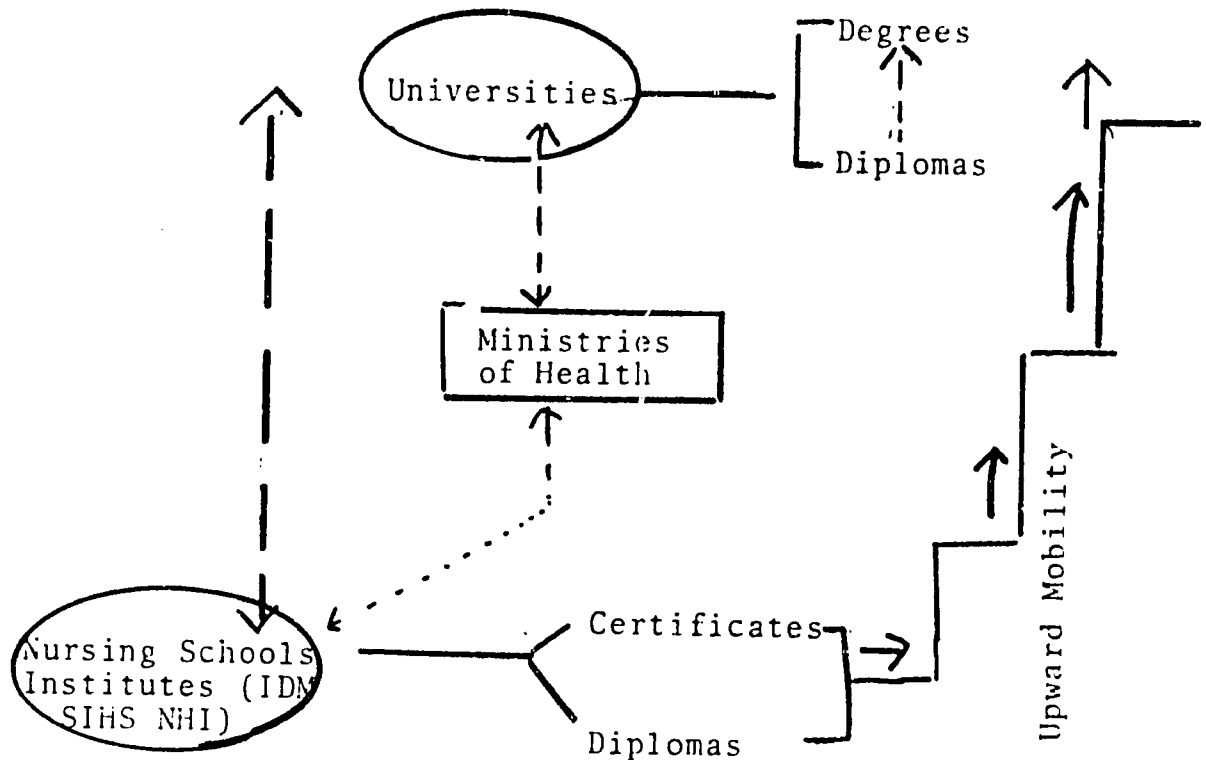 Degrees
Universities
Diplomas
Ministries
of Health
Upward Mobility
Certificates
Nursing Schools
Institutes (IDM
SIHS NHI)
Diplomas